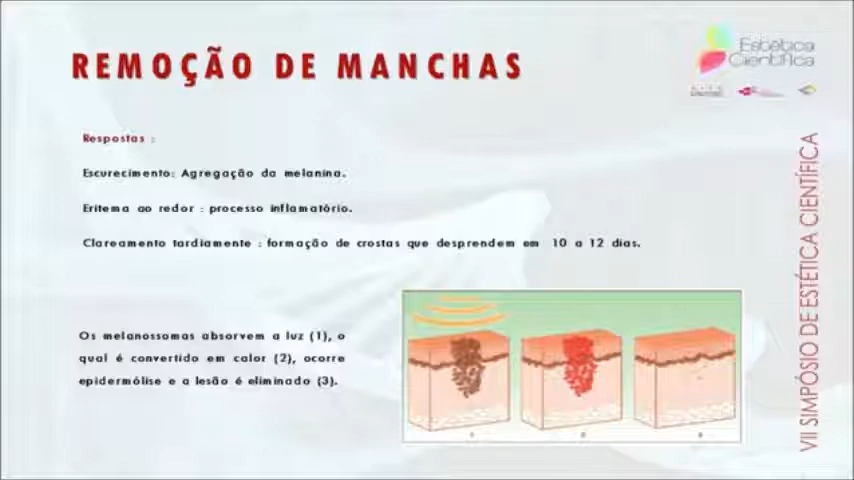 REMOÇÃO DE MANCHAS
Estética
Científica
Respostas :
Escurecimento: Agregação da melanina.
Eritema ao redor : processo inflamatório.
Clareamento tardiamente : formação de crostas que desprendem em 10 a 12 dias.
Os melanossomas absorvem a luz (1), o
qual é convertido em calor (2), ocorre
epidermólise e a lesão é eliminado (3).
VII SIMPÓSIO DE ESTÉTICA CIENTÍFICA